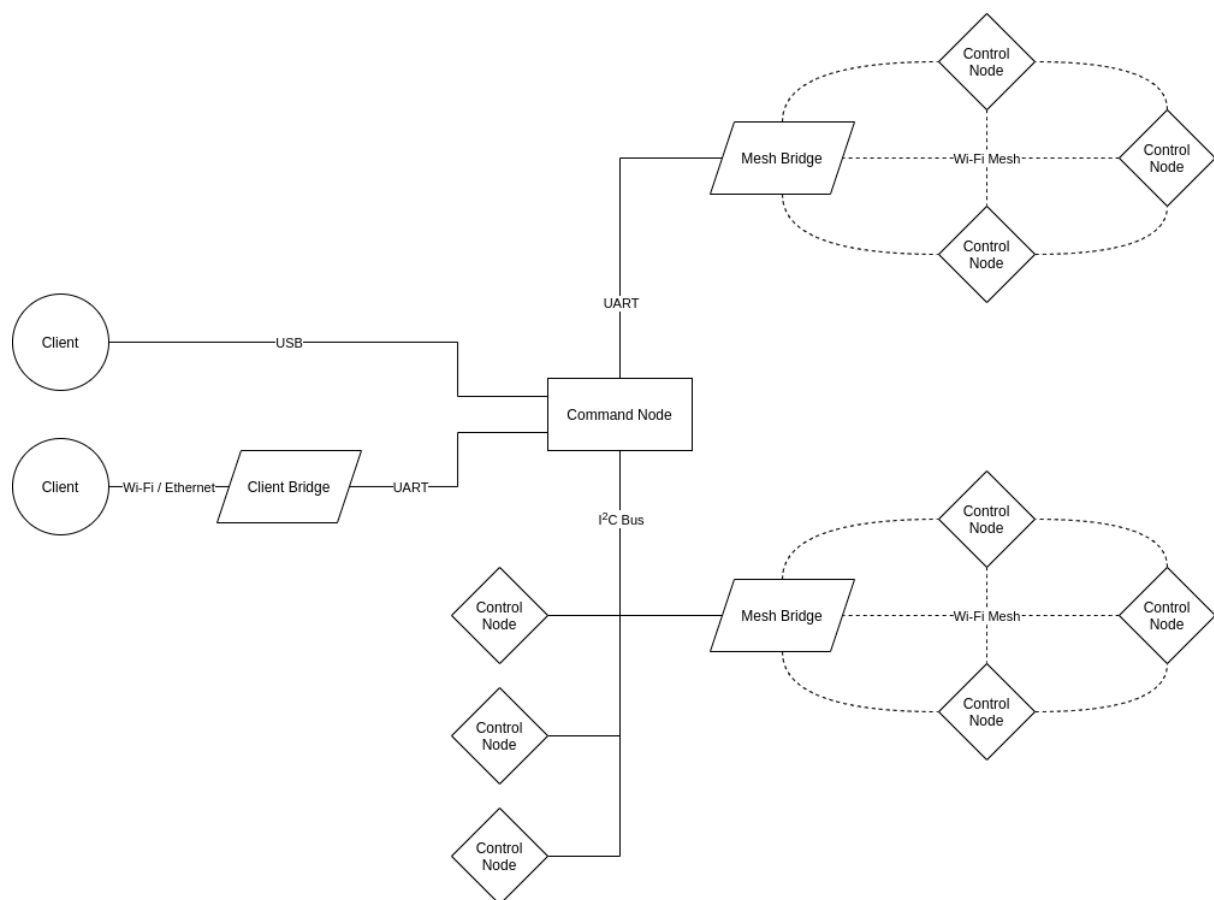 Control
Node
Mesh Bridge
Wi-Fi Mesh
Control
Node
Control
Node
UART
Client
USB
Command Node
Client
Wi-Fi / Ethernet
Client Bridge
UART
I²C Bus
Control
Node
Control
Node
Mesh Bridge
Wi-Fi Mesh
Control
Node
Control
Node
Control
Node
Control
Node